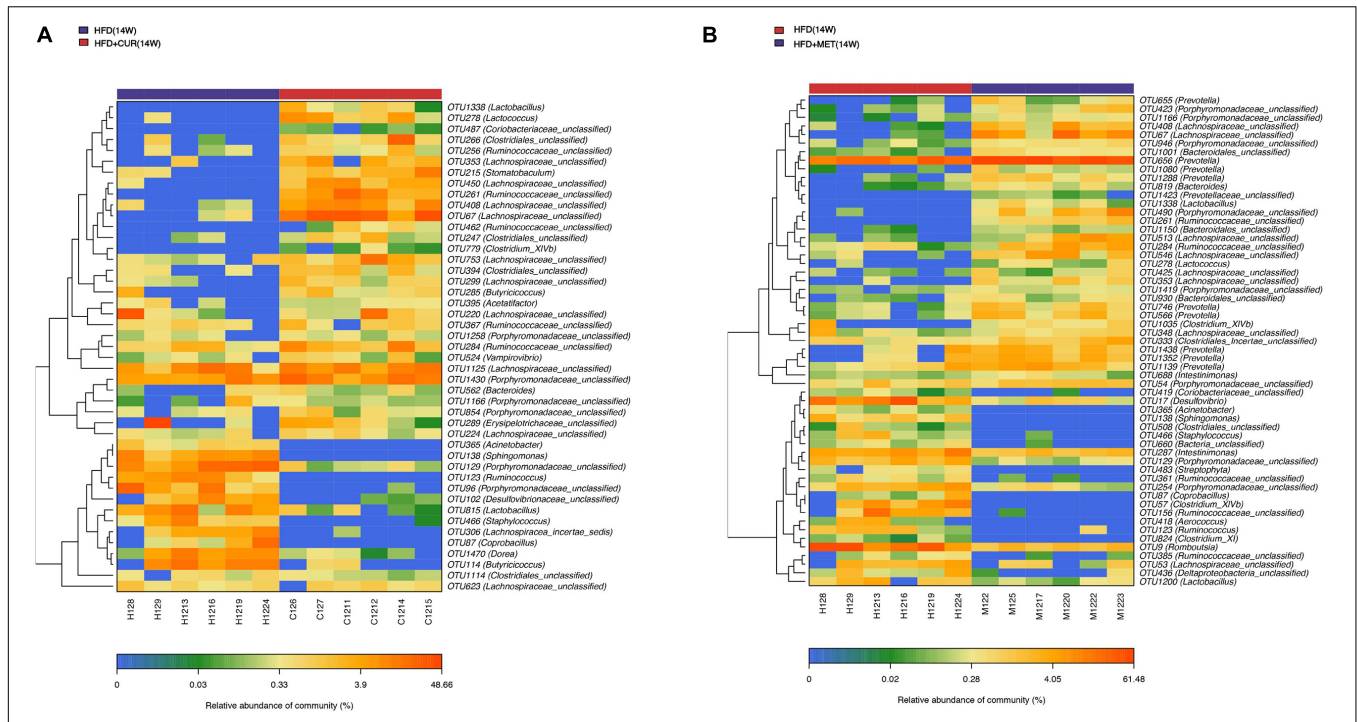 A
HFD(14W)
HFD+CUR(14W)
OTU1338 (Lactobacillus)
OTU278 (Lactococcus)
OTU487 (Coriobacteriaceae_unclassified)
OTU266 (Clostridiales_unclassified)
OTU256 (Ruminococcaceae_unclassified)
OTU353 (Lachnospiraceae_unclassified)
OTU215 (Stomatobaculum)
OTU450 (Lachnospiraceae_unclassified)
OTU261 (Ruminococcaceae_unclassified)
OTU408 (Lachnospiraceae_unclassified)
OTU67 (Lachnospiraceae_unclassified)
OTU462 (Ruminococcaceae_unclassified)
OTU247 (Clostridiales_unclassified)
OTU779 (Clostridium_XIVb)
OTU753 (Lachnospiraceae_unclassified)
OTU394 (Clostridiales_unclassified)
OTU299 (Lachnospiraceae_unclassified)
OTU285 (Butyricicoccus)
OTU395 (Acetatifactor)
OTU220 (Lachnospiraceae_unclassified)
OTU367 (Ruminococcaceae_unclassified)
OTU1258 (Porphyromonadaceae_unclassified)
OTU284 (Ruminococcaceae_unclassified)
OTU524 (Vampirovibrio)
OTU1125 (Lachnospiraceae_unclassified)
OTU1430 (Porphyromonadaceae_unclassified)
OTU562 (Bacteroides)
OTU1166 (Porphyromonadaceae_unclassified)
OTU854 (Porphyromonadaceae_unclassified)
OTU289 (Erysipelotrichaceae_unclassified)
OTU224 (Lachnospiraceae_unclassified)
OTU365 (Acinetobacter)
OTU138 (Sphingomonas)
OTU129 (Porphyromonadaceae_unclassified)
OTU123 (Ruminococcus)
OTU96 (Porphyromonadaceae_unclassified)
OTU102 (Desulfovibrionaceae_unclassified)
OTU815 (Lactobacillus)
OTU466 (Staphylococcus)
OTU306 (Lachnospiracea_incertae_sedis)
OTU87 (Coprobacillus)
OTU1470 (Dorea)
OTU114 (Butyricicoccus)
OTU1114 (Clostridiales_unclassified)
OTU623 (Lachnospiraceae_unclassified)
H128 H129 H1213 H1216 H1219 H1224 C126 C127 C1211 C1212 C1214 C1215
0 0.03 0.33 3.9 48.66
Relative abundance of community (%)
B
HFD(14W)
HFD+MET(14W)
OTU655 (Prevotella)
OTU423 (Porphyromonadaceae_unclassified)
OTU1166 (Porphyromonadaceae_unclassified)
OTU408 (Lachnospiraceae_unclassified)
OTU67 (Lachnospiraceae_unclassified)
OTU946 (Porphyromonadaceae_unclassified)
OTU1001 (Bacteroidales_unclassified)
OTU656 (Prevotella)
OTU1080 (Prevotella)
OTU1288 (Prevotella)
OTU819 (Bacteroides)
OTU1423 (Prevotellaceae_unclassified)
OTU1338 (Lactobacillus)
OTU490 (Porphyromonadaceae_unclassified)
OTU261 (Ruminococcaceae_unclassified)
OTU1150 (Bacteroidales_unclassified)
OTU513 (Lachnospiraceae_unclassified)
OTU284 (Ruminococcaceae_unclassified)
OTU546 (Lachnospiraceae_unclassified)
OTU278 (Lactococcus)
OTU425 (Lachnospiraceae_unclassified)
OTU353 (Lachnospiraceae_unclassified)
OTU1419 (Porphyromonadaceae_unclassified)
OTU930 (Bacteroidales_unclassified)
OTU746 (Prevotella)
OTU566 (Prevotella)
OTU1035 (Clostridium_XIVb)
OTU348 (Lachnospiraceae_unclassified)
OTU333 (Clostridiales_Incertae_unclassified)
OTU1438 (Prevotella)
OTU1352 (Prevotella)
OTU1139 (Prevotella)
OTU688 (Intestinimonas)
OTU54 (Porphyromonadaceae_unclassified)
OTU419 (Coriobacteriaceae_unclassified)
OTU17 (Desulfovibrio)
OTU365 (Acinetobacter)
OTU138 (Sphingomonas)
OTU508 (Clostridiales_unclassified)
OTU466 (Staphylococcus)
OTU660 (Bacteria_unclassified)
OTU287 (Intestinimonas)
OTU129 (Porphyromonadaceae_unclassified)
OTU483 (Streptophyta)
OTU361 (Ruminococcaceae_unclassified)
OTU254 (Porphyromonadaceae_unclassified)
OTU87 (Coprobacillus)
OTU57 (Clostridium_XIVb)
OTU156 (Ruminococcaceae_unclassified)
OTU418 (Aerococcus)
OTU123 (Ruminococcus)
OTU824 (Clostridium_XI)
OTU9 (Romboutsia)
OTU385 (Ruminococcaceae_unclassified)
OTU53 (Lachnospiraceae_unclassified)
OTU436 (Deltaproteobacteria_unclassified)
OTU1200 (Lactobacillus)
H128 H129 H1213 H1216 H1219 H1224 M122 M125 M1217 M1220 M1222 M1223
0 0.02 0.28 4.05 61.48
Relative abundance of community (%)